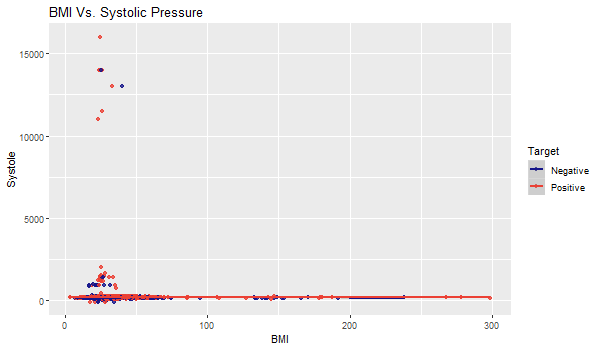 BMI Vs. Systolic Pressure
15000
10000
5000
0
Systole
0
100
200
300
BMI
Target
Negative
Positive